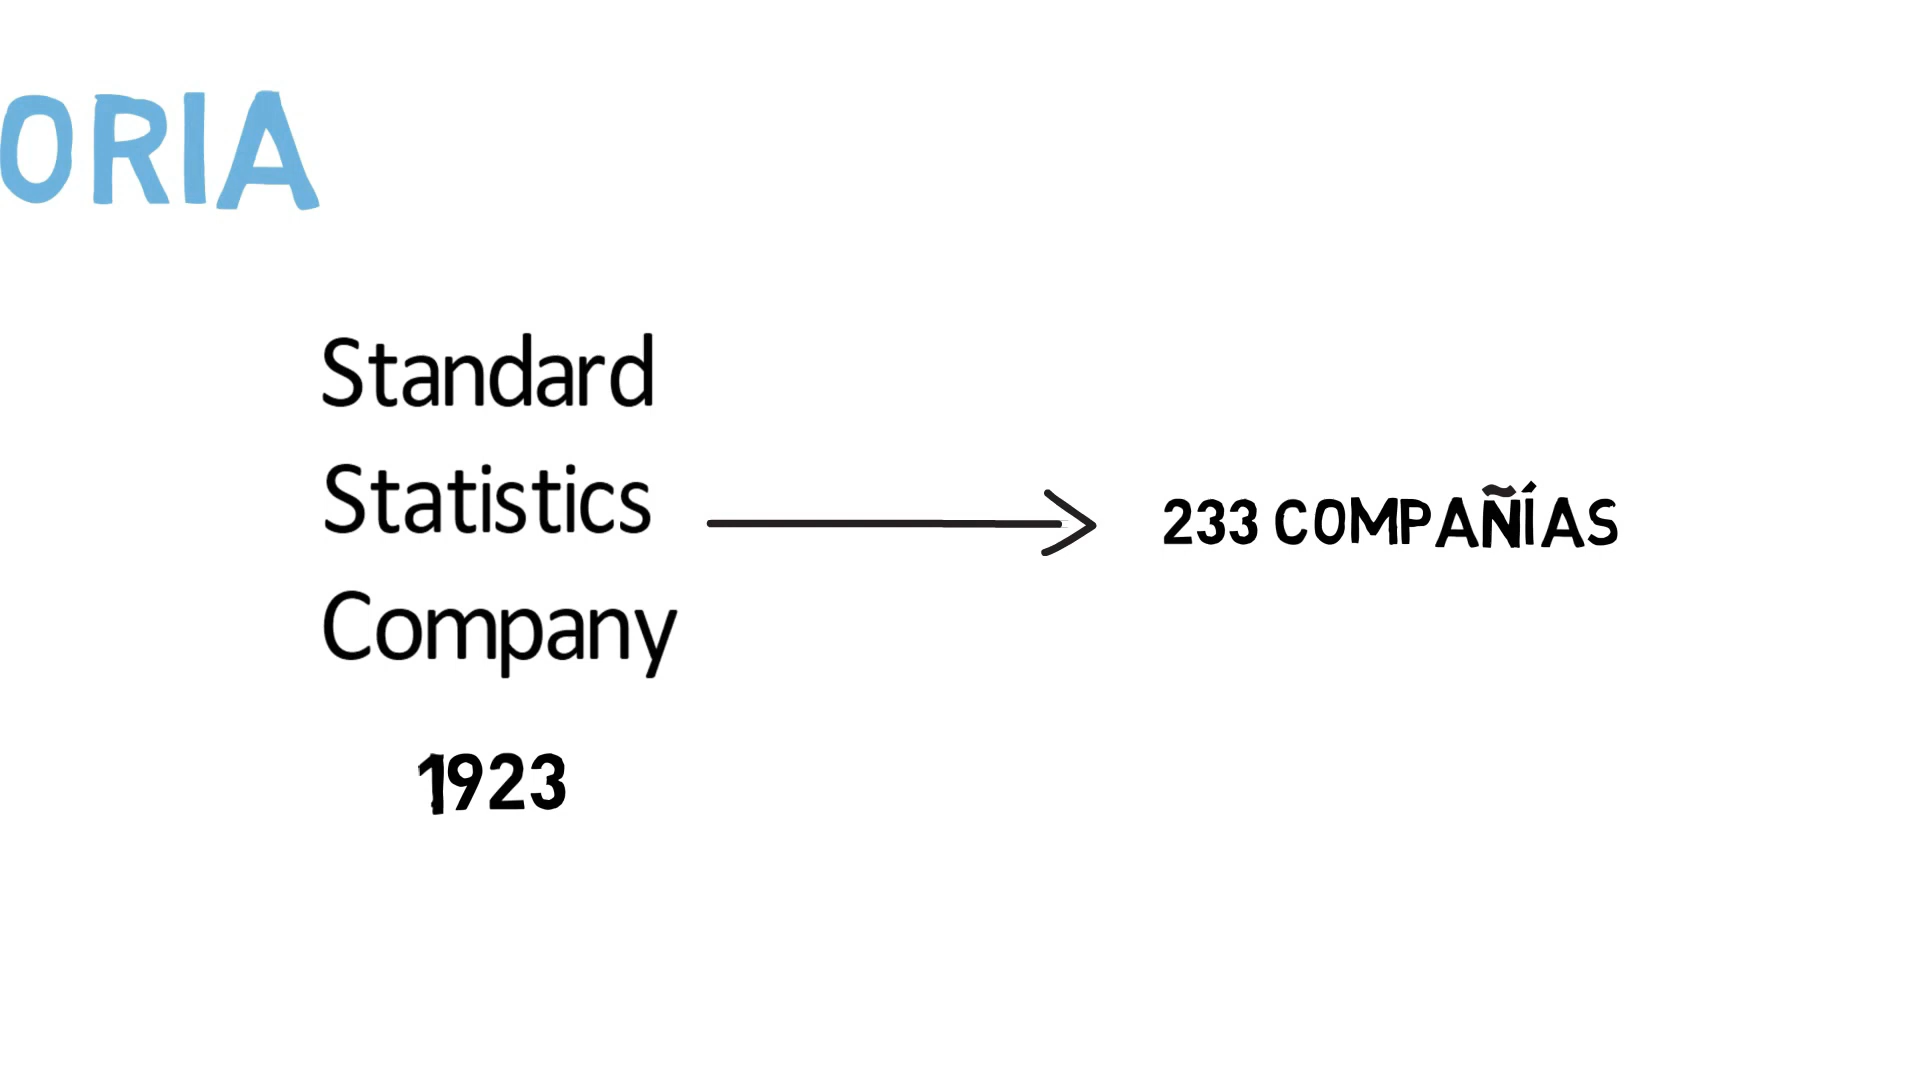 ORIA
Standard
Statistics
Company
233 COMPAÑÍAS
1923